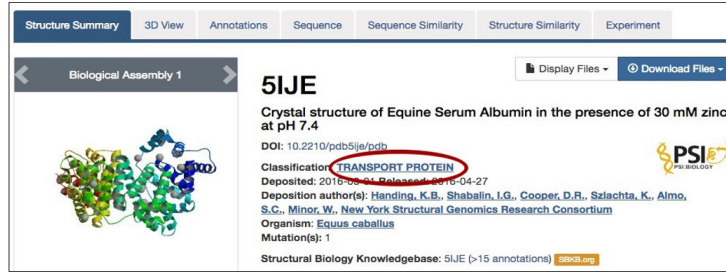 Structure Summary 3D View Annotations Sequence Sequence Similarity Structure Similarity Experiment
Biological Assembly 1
Display Files Download Files
5IJE
Crystal structure of Equine Serum Albumin in the presence of 30 mM zinc
at pH 7.4
DOI: 10.2210/pdb5ije/pdb
Classification: TRANSPORT PROTEIN
Deposited: Released: 2016-04-27
Deposition author(s): Handing, K.B., Shabalin, I.G., Cooper, D.R., Szlachta, K., Almo,
S.C., Minor, W., New York Structural Genomics Research Consortium
Organism: Equus caballus
Mutation(s): 1
Structural Biology Knowledgebase: 5IJE (>15 annotations) SBKB.org
PSI
BIOLOGY